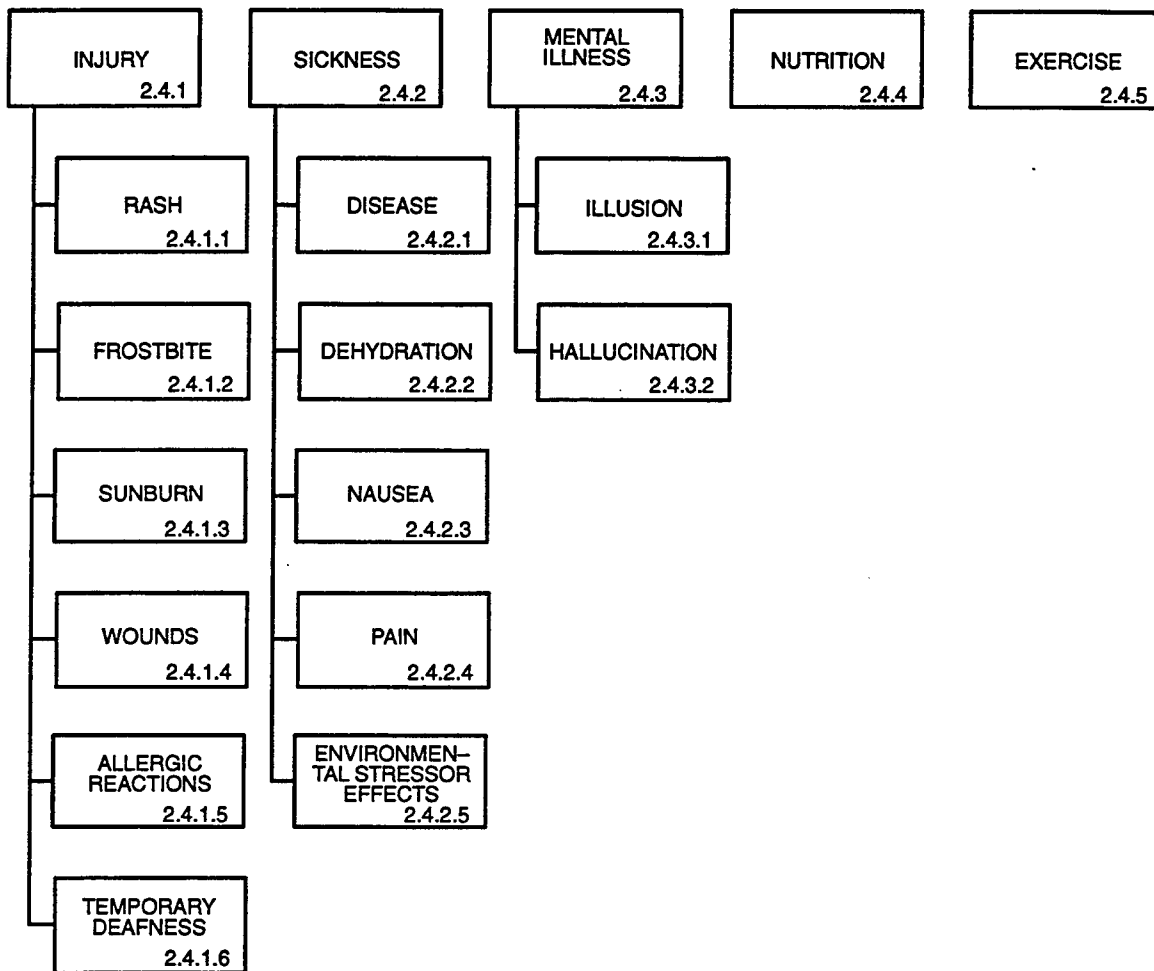 INJURY
2.4.1
SICKNESS
2.4.2
MENTAL
ILLNESS
2.4.3
NUTRITION
2.4.4
EXERCISE
2.4.5
RASH
2.4.1.1
FROSTBITE
2.4.1.2
SUNBURN
2.4.1.3
WOUNDS
2.4.1.4
ALLERGIC
REACTIONS
2.4.1.5
TEMPORARY
DEAFNESS
2.4.1.6
DISEASE
2.4.2.1
DEHYDRATION
2.4.2.2
NAUSEA
2.4.2.3
PAIN
2.4.2.4
ENVIRONMEN–
TAL STRESSOR
EFFECTS
2.4.2.5
ILLUSION
2.4.3.1
HALLUCINATION
2.4.3.2